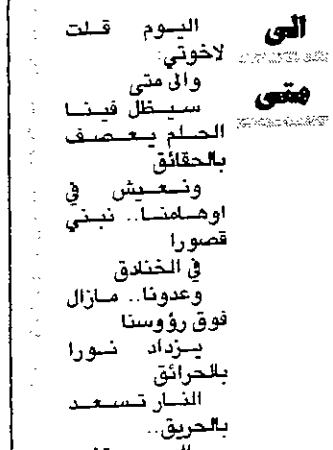 الى
متى
اليوم قلت
لاخوتي:
والى متى
سيظل فينا
الحلم يعصف
بالحقائق
ونعيش في
اوهامنا.. نبني
قصورا
في الخنادق
وعدونا.. مازال
فوق رؤوسنا
يزداد نورا
بالحرائق
النار تسعد
بالحريق..